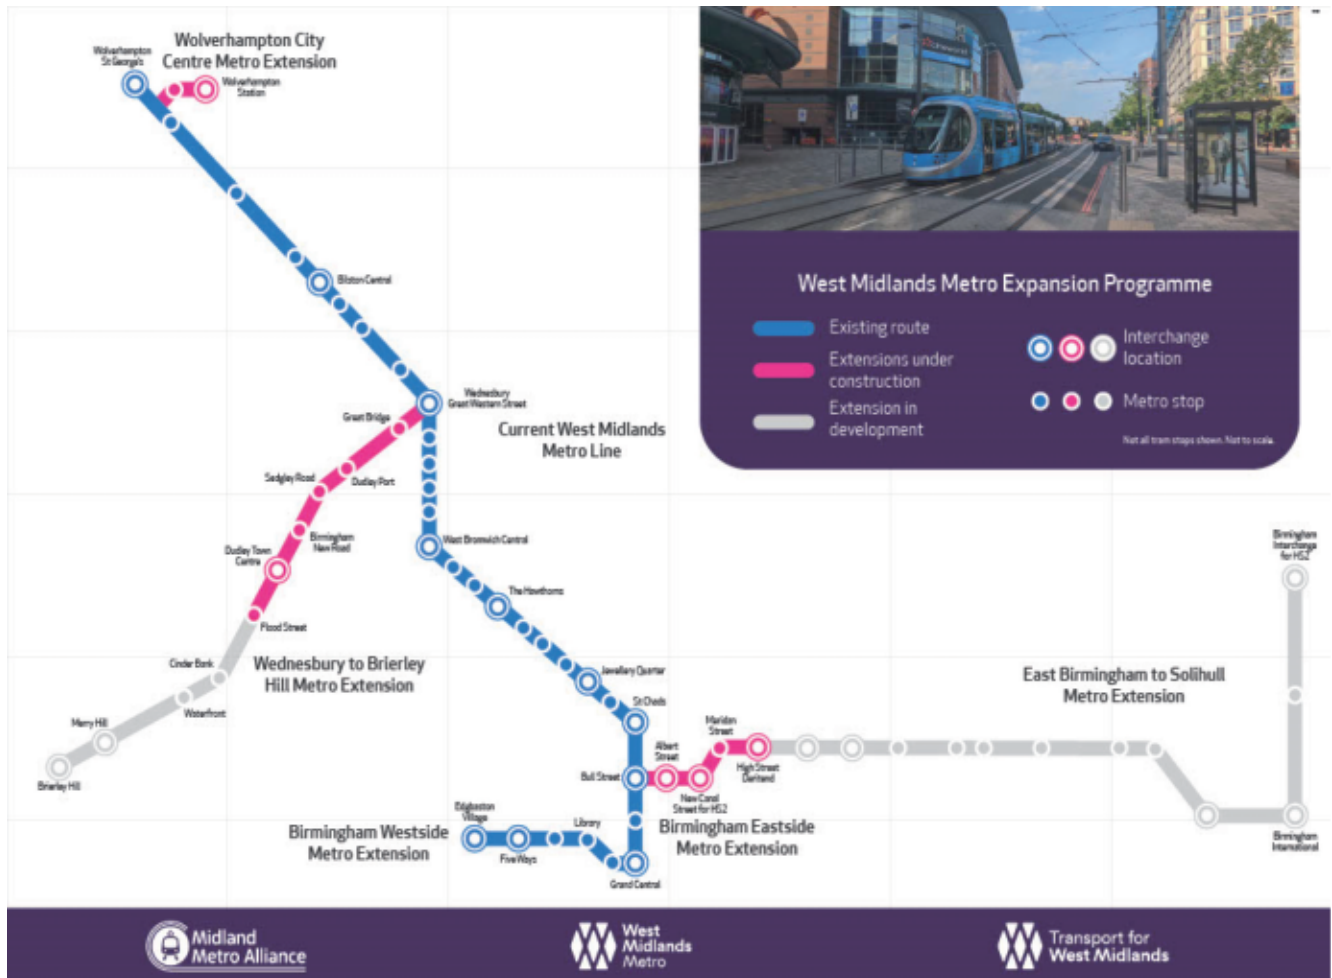 Wolverhampton
St George's
Wolverhampton City
Centre Metro Extension
Wolverhampton
Station
Bilston Central
Wednesbury
Great Western Street
Great Bridge
Current West Midlands
Metro Line
Sedgley Road
Dudley Port
Birmingham
New Road
Dudley Town
Centre
West Bromwich Central
The Hawthorns
Flood Street
Cinder Bank
Wednesbury to Brierley
Hill Metro Extension
Waterfront
Merry Hill
Brierley Hill
Jewellery Quarter
St Chads
Bull Street
Albert
Street
Meriden
Street
New Canal
Street for HS2
High Street
Deritend
Birmingham Eastside
Metro Extension
Edgbaston
Village
Five Ways
Library
Grand Central
Birmingham Westside
Metro Extension
East Birmingham to Solihull
Metro Extension
Birmingham
Interchange
for HS2
Birmingham
International
West Midlands Metro Expansion Programme
Existing route
Extensions under
construction
Extension in
development
Interchange
location
Metro stop
Not all tram stops shown. Not to scale.
Midland
Metro Alliance
West
Midlands
Metro
Transport for
West Midlands